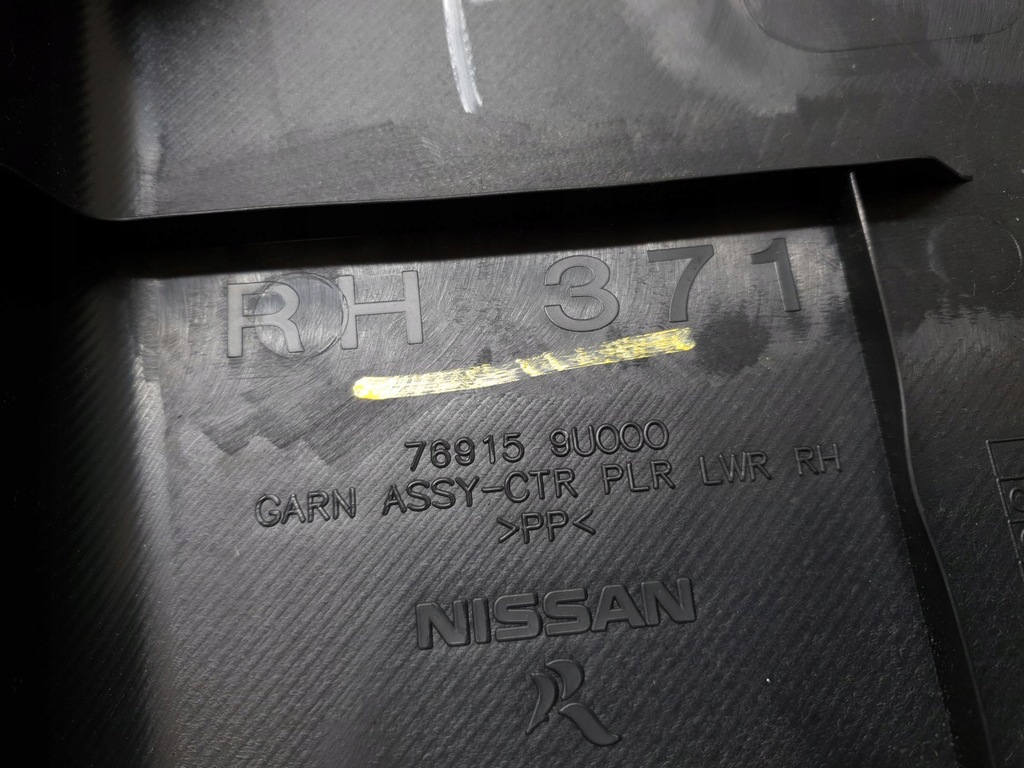 RH 371
76915 9U000
GARN ASSY-CTR PLR LWR RH
>PP<
NISSAN
R